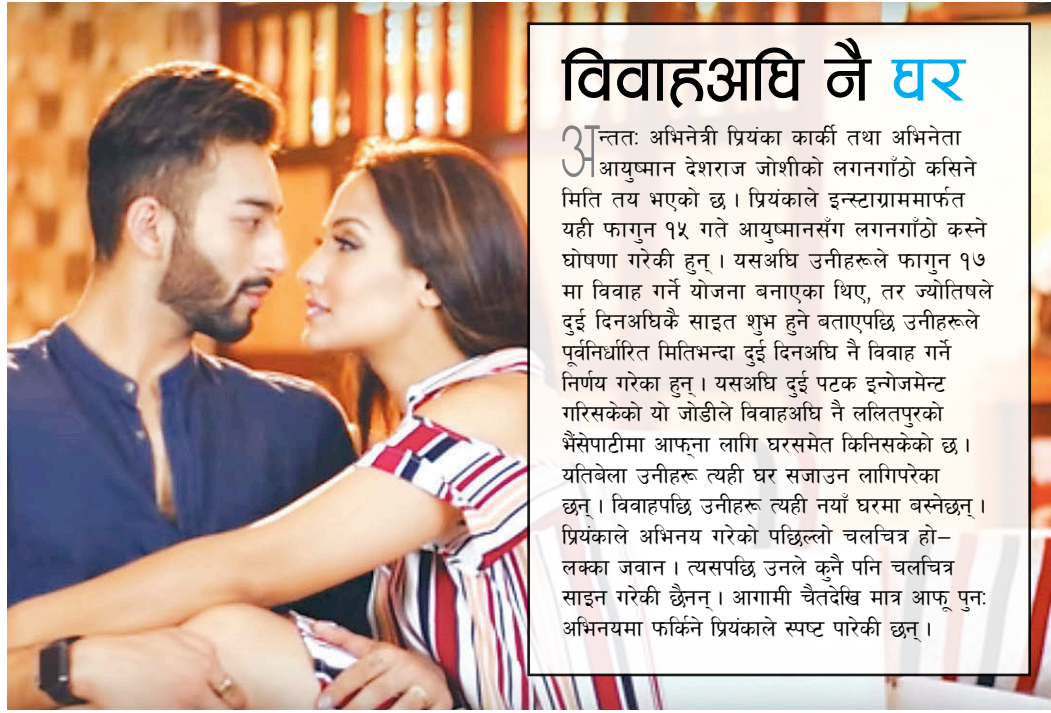 विवाहअघि नै घर
अन्ततः अभिनेत्री प्रियंका कार्की तथा अभिनेता
आयुष्मान देशराज जोशीको लगनगाँठो कसिने
मिति तय भएको छ । प्रियंकाले इन्स्टाग्राममार्फत
यही फागुन १५ गते आयुष्मानसँग लगनगाँठो कस्ने
घोषणा गरेकी हुन् । यसअघि उनीहरूले फागुन १७
मा विवाह गर्ने योजना बनाएका थिए, तर ज्योतिषले
दुई दिनअघिकै साइत शुभ हुने बताएपछि उनीहरूले
पूर्वनिर्धारित मितिभन्दा दुई दिनअघि नै विवाह गर्ने
निर्णय गरेका हुन् । यसअघि दुई पटक इन्गेजमेन्ट
गरिसकेको यो जोडीले विवाहअघि नै ललितपुरको
भैंसेपाटीमा आफ्ना लागि घरसमेत किनिसकेको छ ।
यतिबेला उनीहरू त्यही घर सजाउन लागिपरेका
छन् । विवाहपछि उनीहरू त्यही नयाँ घरमा बस्नेछन् ।
प्रियंकाले अभिनय गरेको पछिल्लो चलचित्र हो–
लक्का जवान । त्यसपछि उनले कुनै पनि चलचित्र
साइन गरेकी छैनन् । आगामी चैतदेखि मात्र आफू पुनः
अभिनयमा फर्किने प्रियंकाले स्पष्ट पारेकी छन् ।